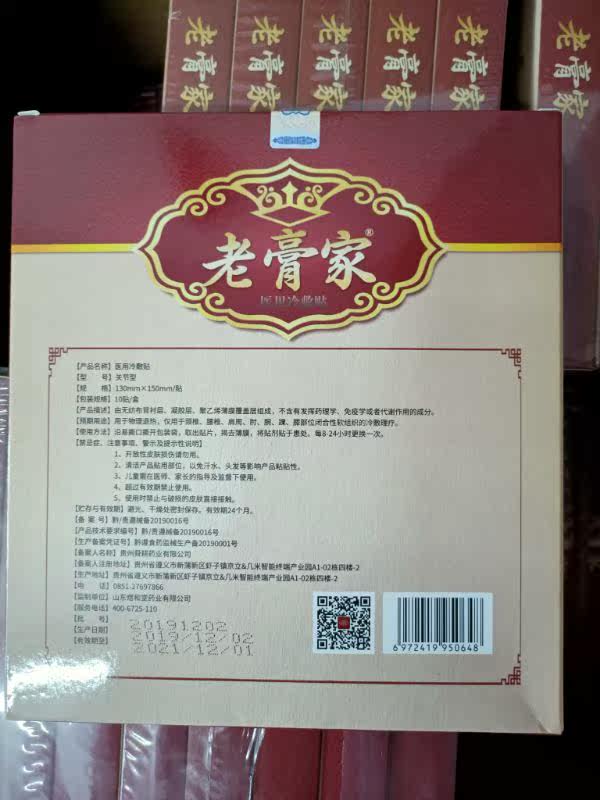 老膏家
老膏家
老膏家
老膏家
老膏家
老膏家
老膏家®
医用冷敷贴
【产品名称】医用冷敷贴
【型 号】关节型
【规 格】130mm×150mm/贴
【包装规格】10贴/盒
【产品描述】由无纺布背衬层、凝胶层、聚乙烯薄膜覆盖层组成，不含有发挥药理学、免疫学或者代谢作用的成分。
【预期用途】用于物理退热，仅用于颈椎、腰椎、肩周、肘、腕、踝、膝部位闭合性软组织的冷敷理疗。
【使用方法】沿易撕口撕开包装袋，取出贴片，揭去薄膜，将贴剂贴于患处，每8-24小时更换一次。
【禁忌症、注意事项、警示及提示性说明】
1、开放性皮肤损伤请勿用。
2、清洁产品贴用部位，以免汗水、头发等影响产品粘贴性。
3、儿童需在医师、家长的指导及监督下使用。
4、超过有效期禁止使用。
5、使用时禁止与破损的皮肤直接接触。
【贮存与有效期】避光、干燥处密封保存。有效期24个月。
【备 案 号】黔/贵遵械备20190016号
【产品技术要求编号】黔/贵遵械备20190016号
【生产备案凭证号】黔遵食药监械生产备20190001号
【备案人名称】贵州舜耕药业有限公司
【备案人注册地址】贵州省遵义市新蒲新区虾子镇京立&几米智能终端产业园A1-02栋四楼-2
【生产地址】贵州省遵义市新蒲新区虾子镇京立&几米智能终端产业园A1-02栋四楼-2
【电 话】0851-27697866
【监制单位】山东煜和堂药业有限公司
【服务电话】400-6725-110
【批 号】20191202
【生产日期】2019/12/02
【有效期至】2021/12/01
6972419950648